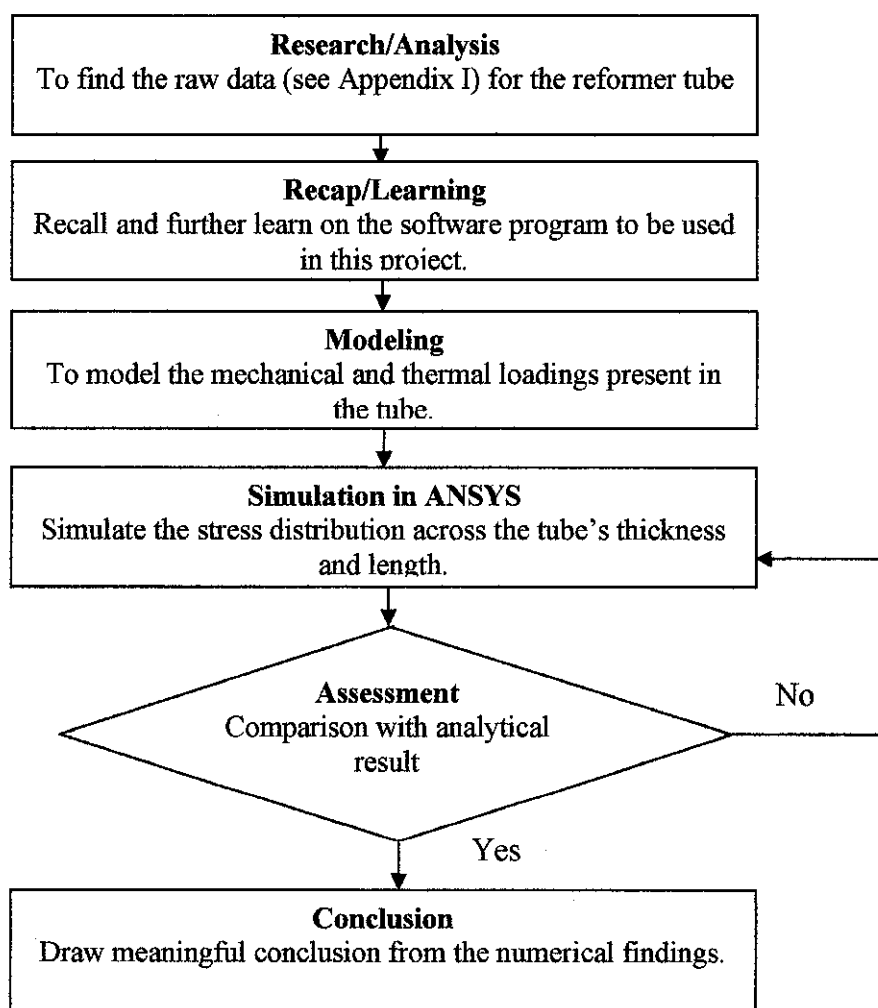 Research/Analysis
To find the raw data (see Appendix I) for the reformer tube
Recap/Learning
Recall and further learn on the software program to be used
in this project.
Modeling
To model the mechanical and thermal loadings present in
the tube.
Simulation in ANSYS
Simulate the stress distribution across the tube's thickness
and length.
Assessment
Comparison with analytical
result
No
Yes
Conclusion
Draw meaningful conclusion from the numerical findings.